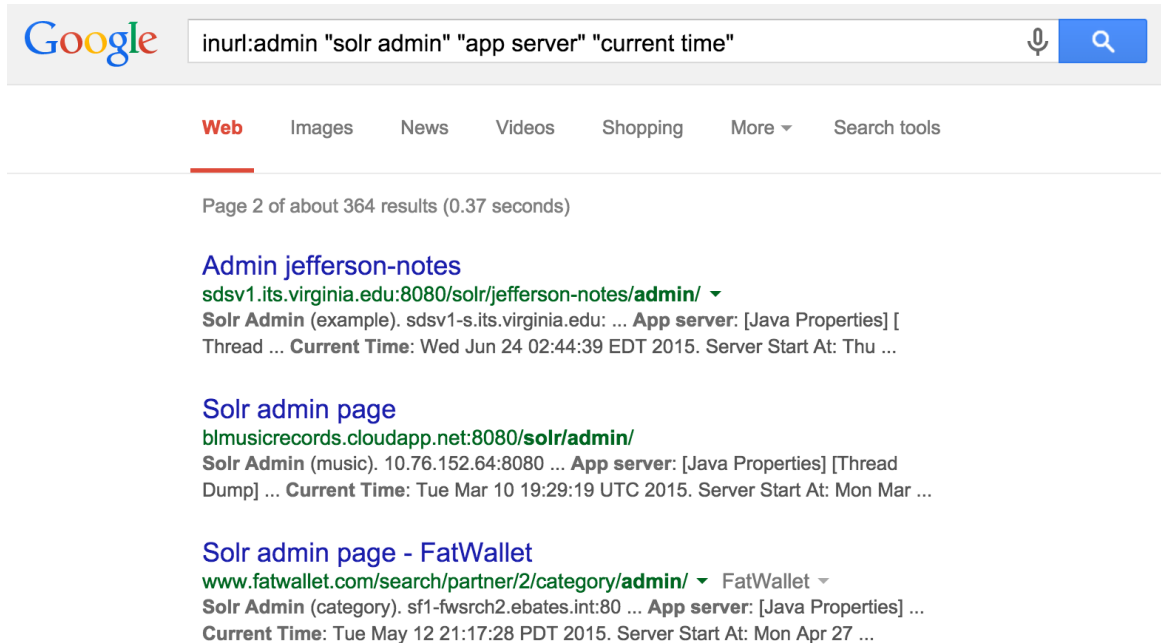 Google
inurl:admin "solr admin" "app server" "current time"
Web Images News Videos Shopping More Search tools
Page 2 of about 364 results (0.37 seconds)
Admin jefferson-notes
sdsv1.its.virginia.edu:8080/solr/jefferson-notes/admin/
Solr Admin (example). sdsv1-s.its.virginia.edu: ... App server: [Java Properties] [
Thread ... Current Time: Wed Jun 24 02:44:39 EDT 2015. Server Start At: Thu ...
Solr admin page
blmusicrecords.cloudapp.net:8080/solr/admin/
Solr Admin (music). 10.76.152.64:8080 ... App server: [Java Properties] [Thread
Dump] ... Current Time: Tue Mar 10 19:29:19 UTC 2015. Server Start At: Mon Mar ...
Solr admin page - FatWallet
www.fatwallet.com/search/partner/2/category/admin/ FatWallet
Solr Admin (category). sf1-fwsrch2.ebates.int:80 ... App server: [Java Properties] ...
Current Time: Tue May 12 21:17:28 PDT 2015. Server Start At: Mon Apr 27 ...